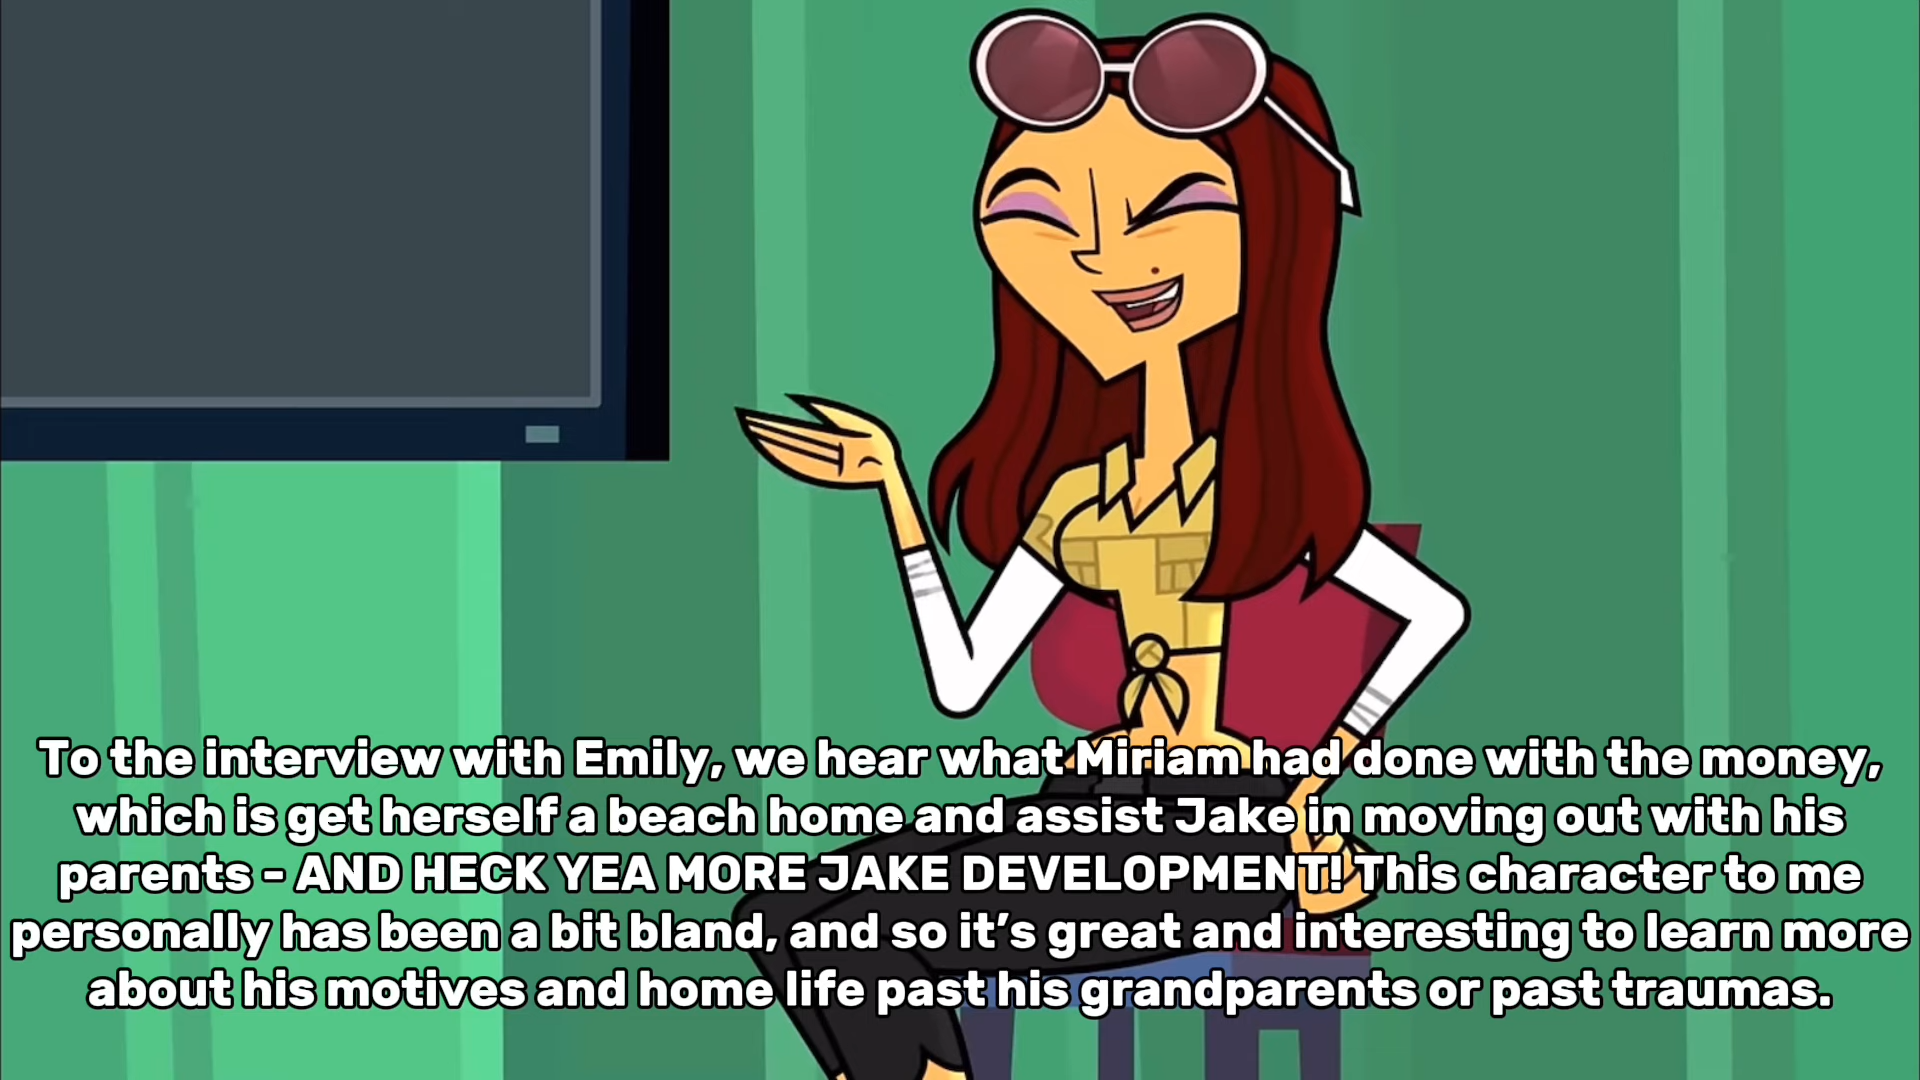 To the interview with Emily, we hear what Miriam had done with the money,
which is get herself a beach home and assist Jake in moving out with his
parents - AND HECK YEA MORE JAKE DEVELOPMENT! This character to me
personally has been a bit bland, and so it’s great and interesting to learn more
about his motives and home life past his grandparents or past traumas.